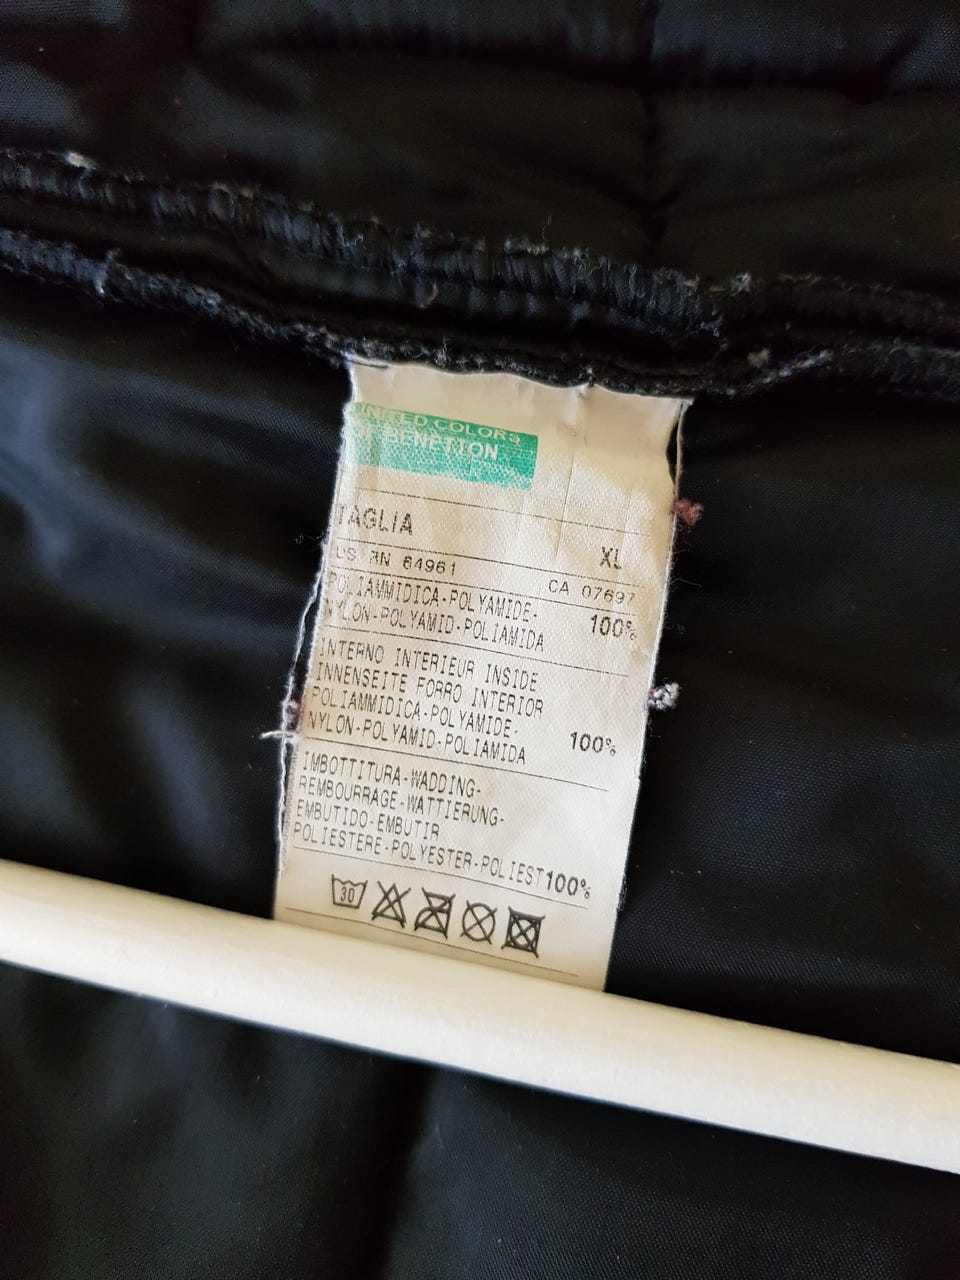 UNITED COLORS
BENETTON
TAGLIA
XL
US RN 64961
CA 07697
POLIAMMIDICA-POLYAMIDE-
NYLON-POLYAMID-POLIAMIDA
100%
INTERNO INTERIEUR INSIDE
INNENSEITE FORRO INTERIOR
POLIAMMIDICA-POLYAMIDE-
NYLON-POLYAMID-POLIAMIDA
100%
IMBOTTITURA-WADDING-
REMBOURRAGE-WATTIERUNG-
EMBUTIDO-EMBUTIR
POLIESTERE-POLYESTER-POLIEST100%
30